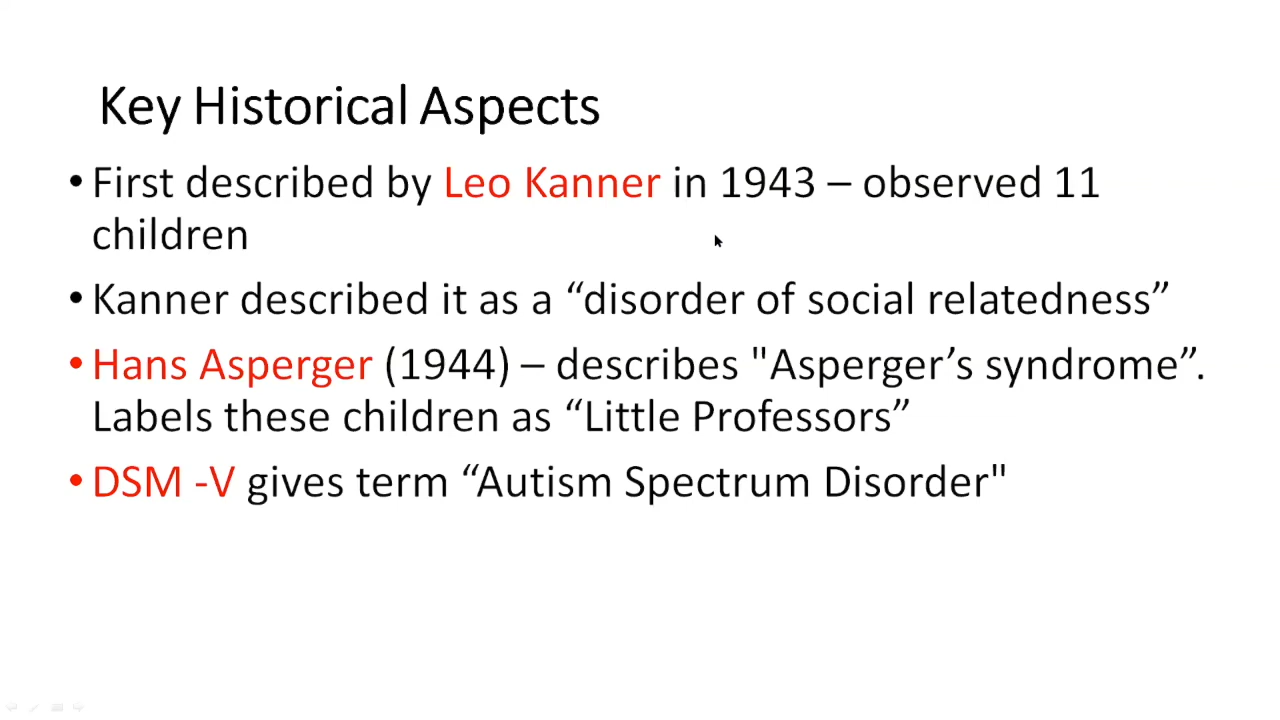 Key Historical Aspects
•First described by Leo Kanner in 1943 – observed 11
children
•Kanner described it as a “disorder of social relatedness”
•Hans Asperger (1944) – describes "Asperger’s syndrome”.
Labels these children as “Little Professors”
•DSM -V gives term “Autism Spectrum Disorder"